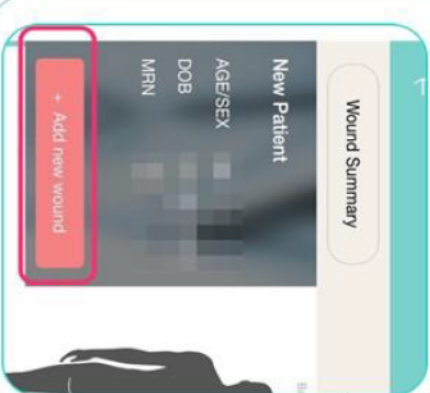 Wound Summary
New Patient
AGE/SEX
DOB
MRN
+ Add new wound